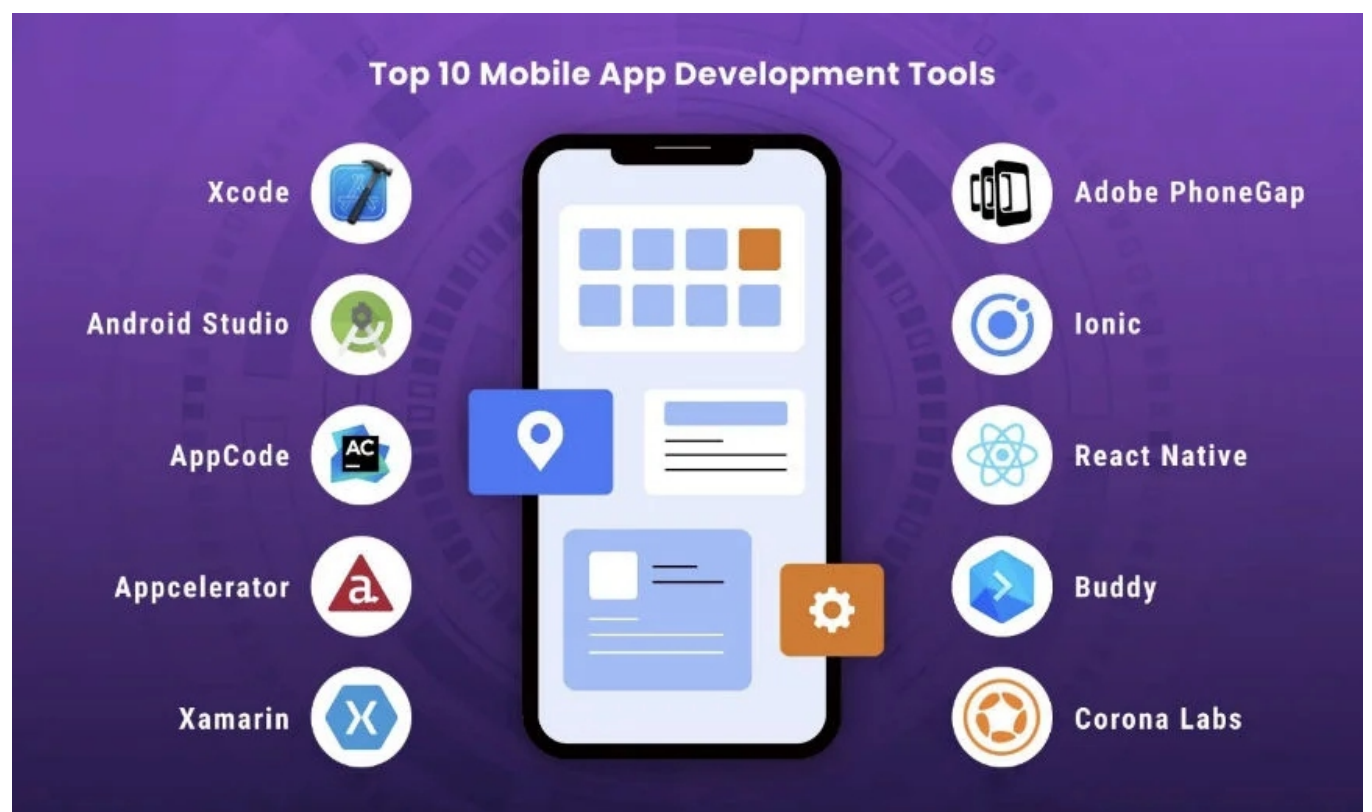 Top 10 Mobile App Development Tools
Xcode
Android Studio
AC
AppCode
a
Appcelerator
X
Xamarin
Adobe PhoneGap
Ionic
React Native
Buddy
Corona Labs